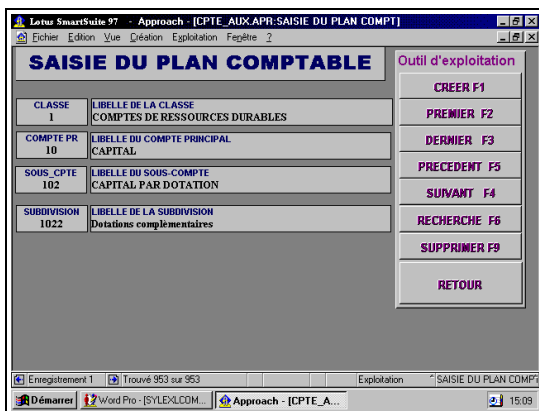 Lotus SmartSuite 97 - Approach - [CPTE_AUX.APR:SAISIE DU PLAN COMPT]
Fichier Edition Vue Création Exploitation Fenêtre ?
SAISIE DU PLAN COMPTABLE
CLASSE
1
LIBELLE DE LA CLASSE
COMPTES DE RESSOURCES DURABLES
COMPTE PR
10
LIBELLE DU COMPTE PRINCIPAL
CAPITAL
SOUS_CPTE
102
LIBELLE DU SOUS-COMPTE
CAPITAL PAR DOTATION
SUBDIVISION
1022
LIBELLE DE LA SUBDIVISION
Dotations complèmentaires
Outil d'exploitation
CREER F1
PREMIER F2
DERNIER F3
PRECEDENT F5
SUIVANT F4
RECHERCHE F6
SUPPRIMER F9
RETOUR
Enregistrement 1 Trouvé 953 sur 953 Exploitation SAISIE DU PLAN COMPT
Démarrer Word Pro - [SYLEXLCOM... Approach - [CPTE_A... 15:09